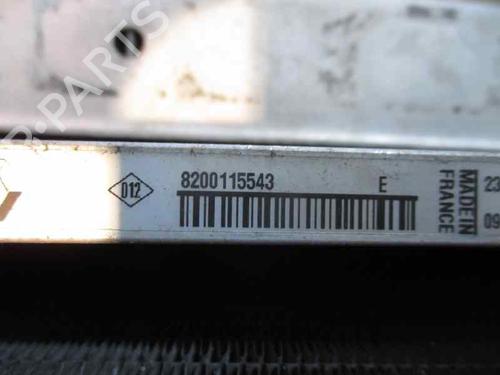 D12
8200115543
E
MADE IN
FRANCE
23
09
PARTS